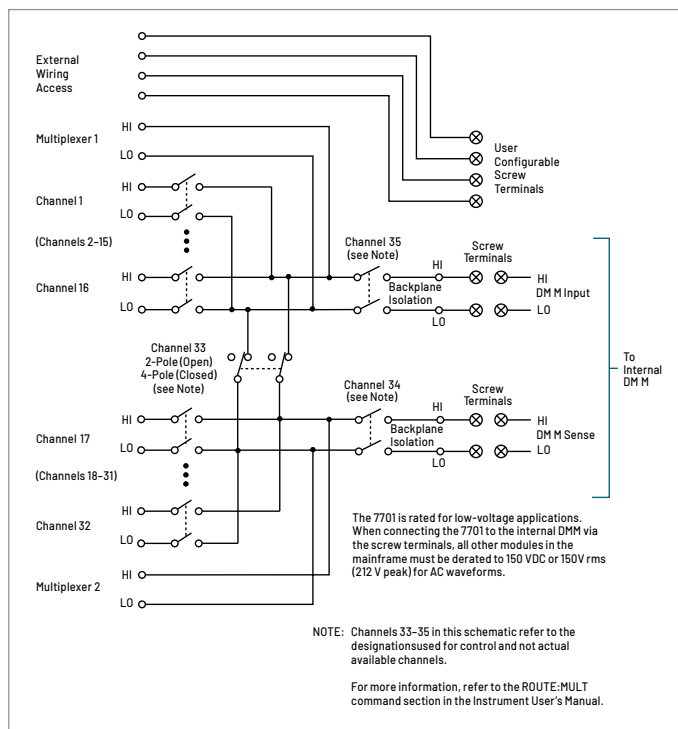 External
Wiring
Access
Multiplexer 1
HI
LO
User
Configurable
Screw
Terminals
Channel 1
HI
LO
(Channels 2–15)
Channel 16
HI
LO
Channel 35
(see Note)
Backplane
Isolation
HI
LO
Screw
Terminals
HI
DM M Input
LO
To
Internal
DM M
Channel 33
2-Pole (Open)
4-Pole (Closed)
(see Note)
Channel 34
(see Note)
Backplane
Isolation
HI
LO
Screw
Terminals
HI
DM M Sense
LO
Channel 17
HI
LO
(Channels 18–31)
Channel 32
HI
LO
Multiplexer 2
HI
LO
The 7701 is rated for low-voltage applications.
When connecting the 7701 to the internal DMM via
the screw terminals, all other modules in the
mainframe must be derated to 150 VDC or 150V rms
(212 V peak) for AC waveforms.
NOTE: Channels 33–35 in this schematic refer to the
designationsused for control and not actual
available channels.
For more information, refer to the ROUTE:MULT
command section in the Instrument User's Manual.